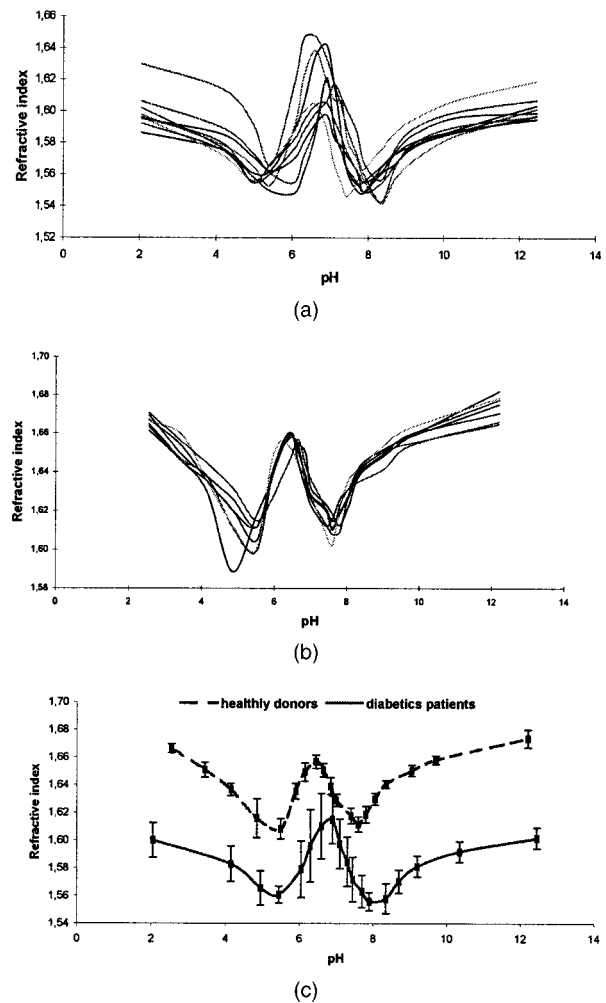 1,66
1,64
1,62
1,60
1,58
1,56
1,54
1,52
Refractive index
0 2 4 6 8 10 12 14
pH
(a)
1,70
1,68
1,66
1,64
1,62
1,60
1,58
Refractive index
0 2 4 6 8 10 12 14
pH
(b)
healthiy donors diabetics patients
1,70
1,68
1,66
1,64
1,62
1,60
1,58
1,56
1,54
Refractive index
0 2 4 6 8 10 12 14
pH
(c)